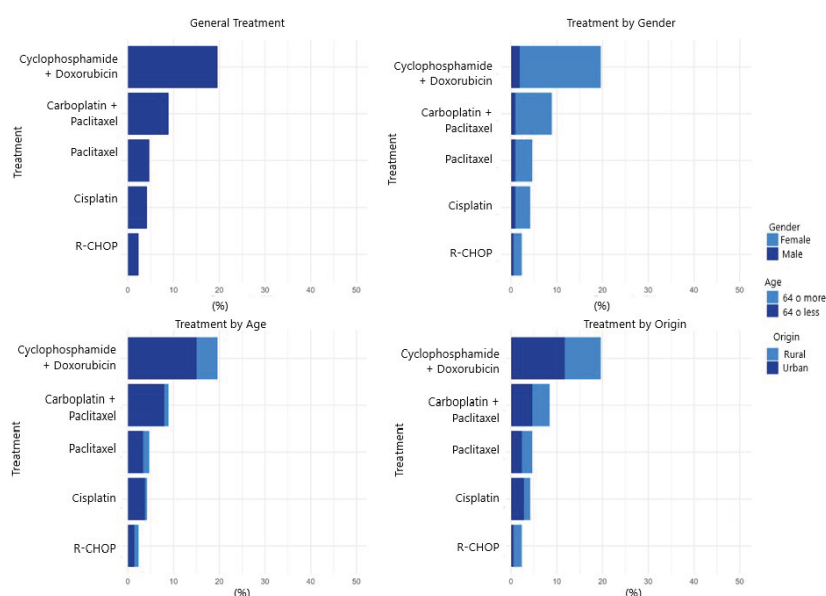 General Treatment
Cyclophosphamide
+ Doxorubicin
Carboplatin +
Paclitaxel
Paclitaxel
Cisplatin
R-CHOP
Treatment
0 10 20 30 40 50
(%)
Treatment by Gender
Cyclophosphamide
+ Doxorubicin
Carboplatin +
Paclitaxel
Paclitaxel
Cisplatin
R-CHOP
Treatment
0 10 20 30 40 50
(%)
Gender
Female
Male
Age
64 o more
64 o less
Origin
Rural
Urban
Treatment by Age
Cyclophosphamide
+ Doxorubicin
Carboplatin +
Paclitaxel
Paclitaxel
Cisplatin
R-CHOP
Treatment
0 10 20 30 40 50
(%)
Treatment by Origin
Cyclophosphamide
+ Doxorubicin
Carboplatin +
Paclitaxel
Paclitaxel
Cisplatin
R-CHOP
Treatment
0 10 20 30 40 50
(%)